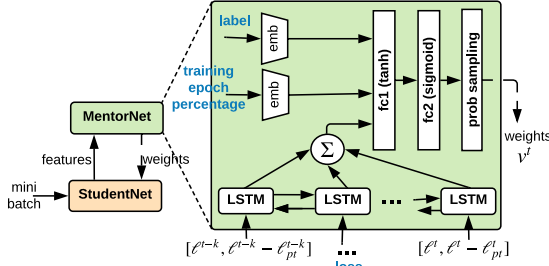 label
emb
training
epoch
percentage
emb
fc1 (tanh)
fc2 (sigmoid)
prob sampling
MentorNet
features
weights
mini
batch
StudentNet
Σ
weights
v^t
LSTM
LSTM
...
LSTM
[ℓ^{t-k}, ℓ^{t-k} − ℓ_{pt}^{t-k}]
...
[ℓ^t, ℓ^t − ℓ_{pt}^t]
loss